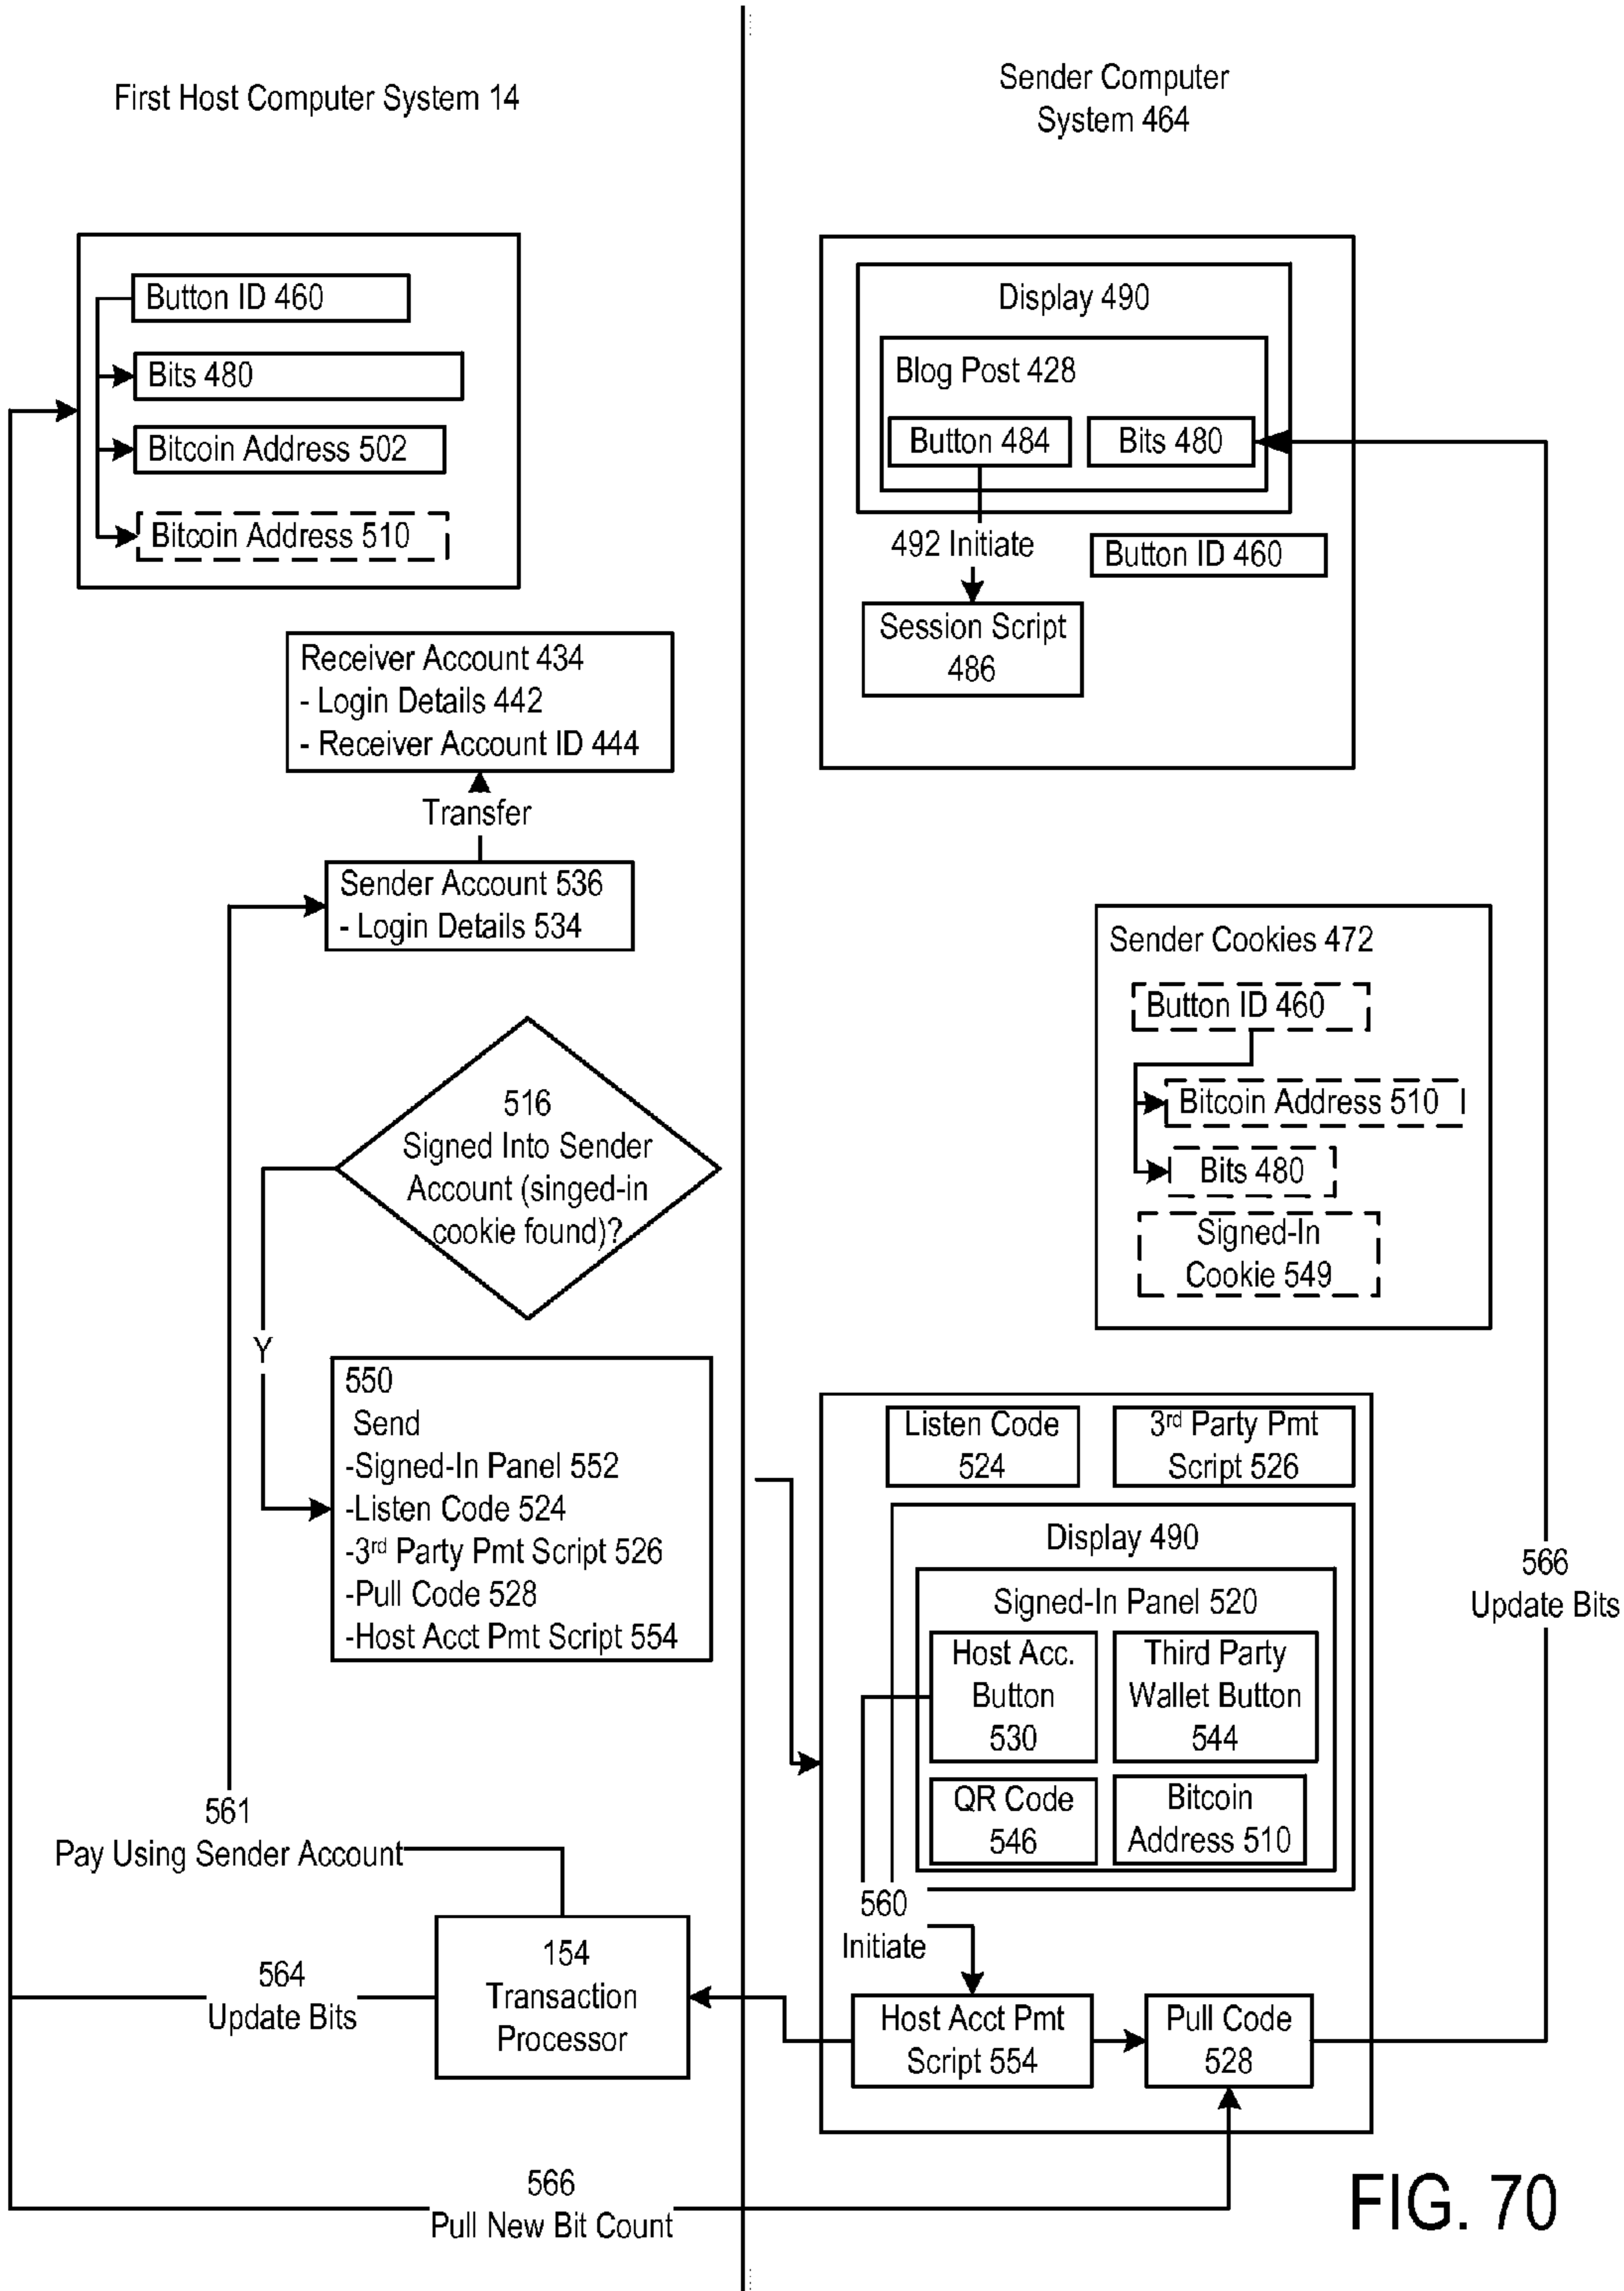 First Host Computer System 14
Sender Computer
System 464
Button ID 460
Bits 480
Bitcoin Address 502
Bitcoin Address 510
Display 490
Blog Post 428
Button 484
Bits 480
492 Initiate
Button ID 460
Session Script
486
Receiver Account 434
- Login Details 442
- Receiver Account ID 444
Transfer
Sender Account 536
- Login Details 534
Sender Cookies 472
Button ID 460
Bitcoin Address 510
Bits 480
Signed-In
Cookie 549
516
Signed Into Sender
Account (singed-in
cookie found)?
Y
550
Send
-Signed-In Panel 552
-Listen Code 524
-3rd Party Pmt Script 526
-Pull Code 528
-Host Acct Pmt Script 554
Listen Code
524
3rd Party Pmt
Script 526
Display 490
Signed-In Panel 520
Host Acc.
Button
530
Third Party
Wallet Button
544
QR Code
546
Bitcoin
Address 510
566
Update Bits
561
Pay Using Sender Account
560
Initiate
154
Transaction
Processor
564
Update Bits
Host Acct Pmt
Script 554
Pull Code
528
566
Pull New Bit Count
FIG. 70